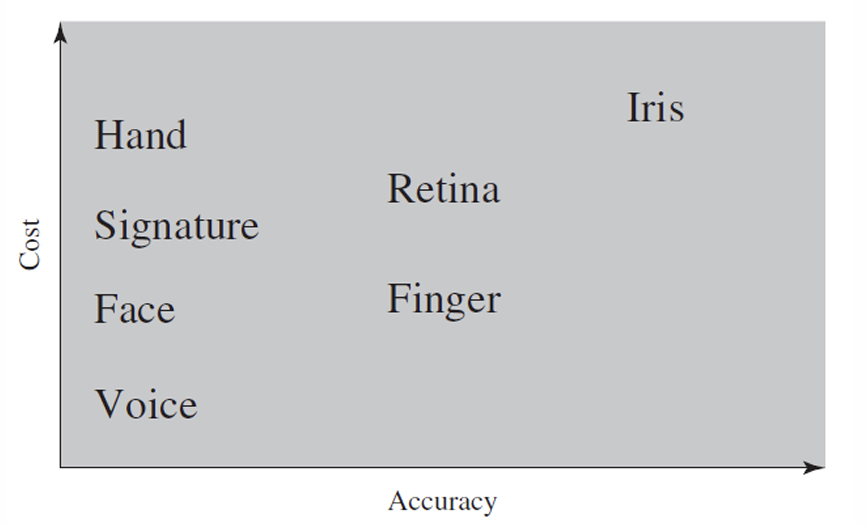 Iris
Hand
Retina
Signature
Cost
Finger
Face
Voice
Accuracy